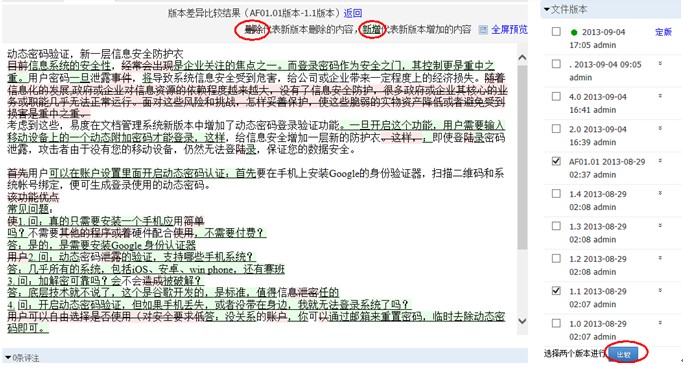 版本差异比较结果（AF01.01版本-1.1版本）返回
删除代表新版本删除的内容，新增代表新版本增加的内容 全屏预览
动态密码验证，新一层信息安全防护衣
目前信息系统的安全性，经常会出现是企业关注的焦点之一。而登录密码作为安全之门，其控制更是重中之
重。用户密码一旦泄露事件，将导致系统信息安全受到危害，给公司或企业带来一定程度上的经济损失。随着
信息化的发展,政府或企业对信息资源的依赖程度越来越大，没有了信息安全防护，很多政府或企业其核心的业
务或职能几乎无法正常运行。面对这些风险和挑战，怎样妥善保护，使这些脆弱的实物资产降低或者避免受到
损害是重中之重。
考虑到这些，易度在文档管理系统新版本中增加了动态密码登录验证功能。一旦开启这个功能，用户需要输入
移动设备上的一个动态附加密码才能登录。这样，给信息安全增加一层新的防护衣。这样，；即使登陆录密码
泄露，攻击者由于没有您的移动设备，仍然无法登陆录，保证您的数据安全。
首先用户可以在账户设置里面开启动态密码认证；首先要在手机上安装Google的身份验证器，扫描二维码和系
统帐号绑定，便可生成登录使用的动态密码。
该功能优点
常见问题：
使1. 问：真的只需要安装一个手机应用简单
吗？不需要其他的程序或者硬件配合使用，不需要付费？
答：是的，是需要安装Google 身份认证器
用户2. 问：动态密码泄露的验证，支持哪些手机系统？
答：几乎所有的系统，包括iOS、安卓、win phone，还有塞班
3. 问，加解密可靠吗？会不会造成被破解？
答：底层技术就不说了，这个是谷歌开发的，是标准，值得信息泄密任的
4. 问，开启动态密码验证，但如果手机丢失，或者没带在身边，我就无法登录系统了吗？
用户可以自由选择是否使用（对安全要求低答：没关系的账户，你可以通过邮箱来重置密码，临时去除动态密
码即可。
0条评注
文件版本
2013-09-04 定版
17:05 admin
. 2013-09-04 09:05
admin
4.0 2013-09-04
16:41 admin
2.0 2013-09-04
16:39 admin
AF01.01 2013-08-29
02:37 admin
1.4 2013-08-29
02:08 admin
1.3 2013-08-29
02:08 admin
1.2 2013-08-29
02:08 admin
1.1 2013-08-29
02:07 admin
1.0 2013-08-29
02:07 admin
选择两个版本进行 比较